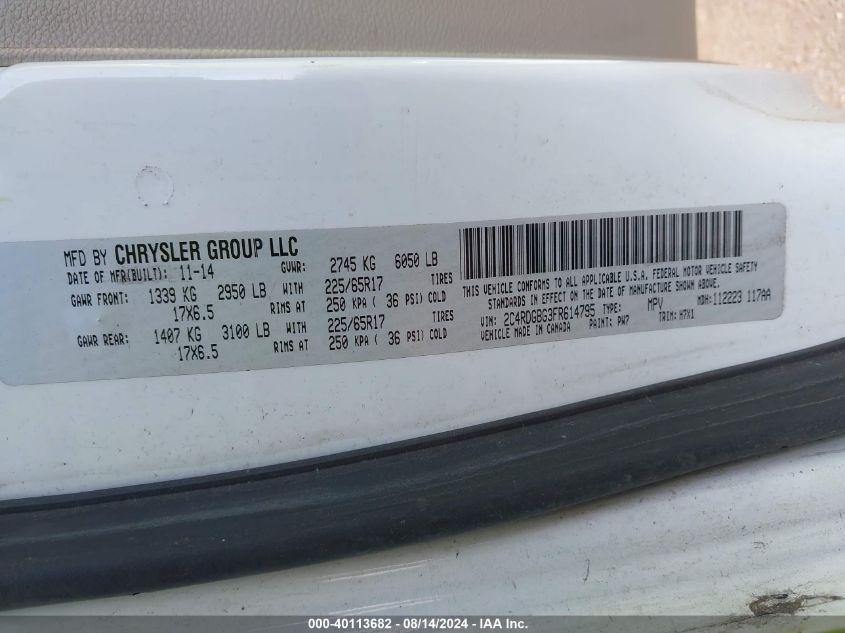 MFD BY CHRYSLER GROUP LLC
DATE OF MFR(BUILT): 11-14 GVWR: 2745 KG 6050 LB
GAWR FRONT: 1339 KG 2950 LB WITH 225/65R17 TIRES
17X6.5 RIMS AT 250 KPA ( 36 PSI) COLD
GAWR REAR: 1407 KG 3100 LB WITH 225/65R17 TIRES
17X6.5 RIMS AT 250 KPA ( 36 PSI) COLD
THIS VEHICLE CONFORMS TO ALL APPLICABLE U.S.A. FEDERAL MOTOR VEHICLE SAFETY
STANDARDS IN EFFECT ON THE DATE OF MANUFACTURE SHOWN ABOVE.
VIN: 2C4RDGBG3FR614795 TYPE: MPV MDH: 112223 117AA
VEHICLE MADE IN CANADA PAINT: PW7 TRIM: H7X1
000-40113682 - 08/14/2024 - IAA Inc.